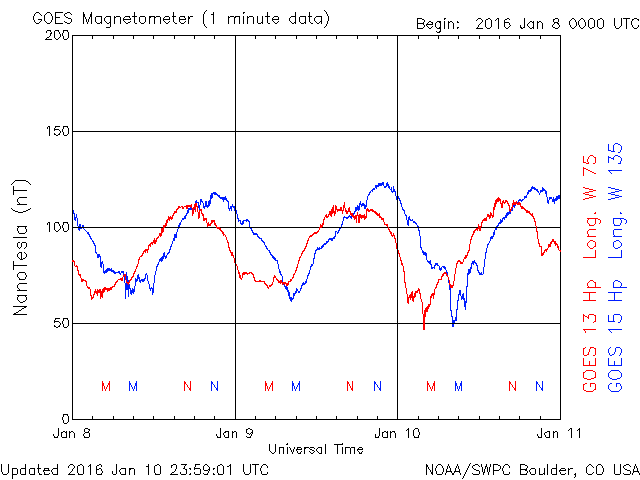 GOES Magnetometer (1 minute data)
Begin: 2016 Jan 8 0000 UTC
200
150
100
50
0
NanoTesla (nT)
M M N N M M N N M M N N
Jan 8 Jan 9 Jan 10 Jan 11
Universal Time
GOES 13 Hp Long. W 75
GOES 15 Hp Long. W 135
Updated 2016 Jan 10 23:59:01 UTC
NOAA/SWPC Boulder, CO USA